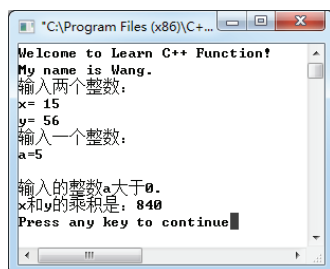 "C:\Program Files (x86)\C+...
Welcome to Learn C++ Function!
My name is Wang.
输入两个整数：
x= 15
y= 56
输入一个整数：
a=5
输入的整数a大于0.
x和y的乘积是：840
Press any key to continue